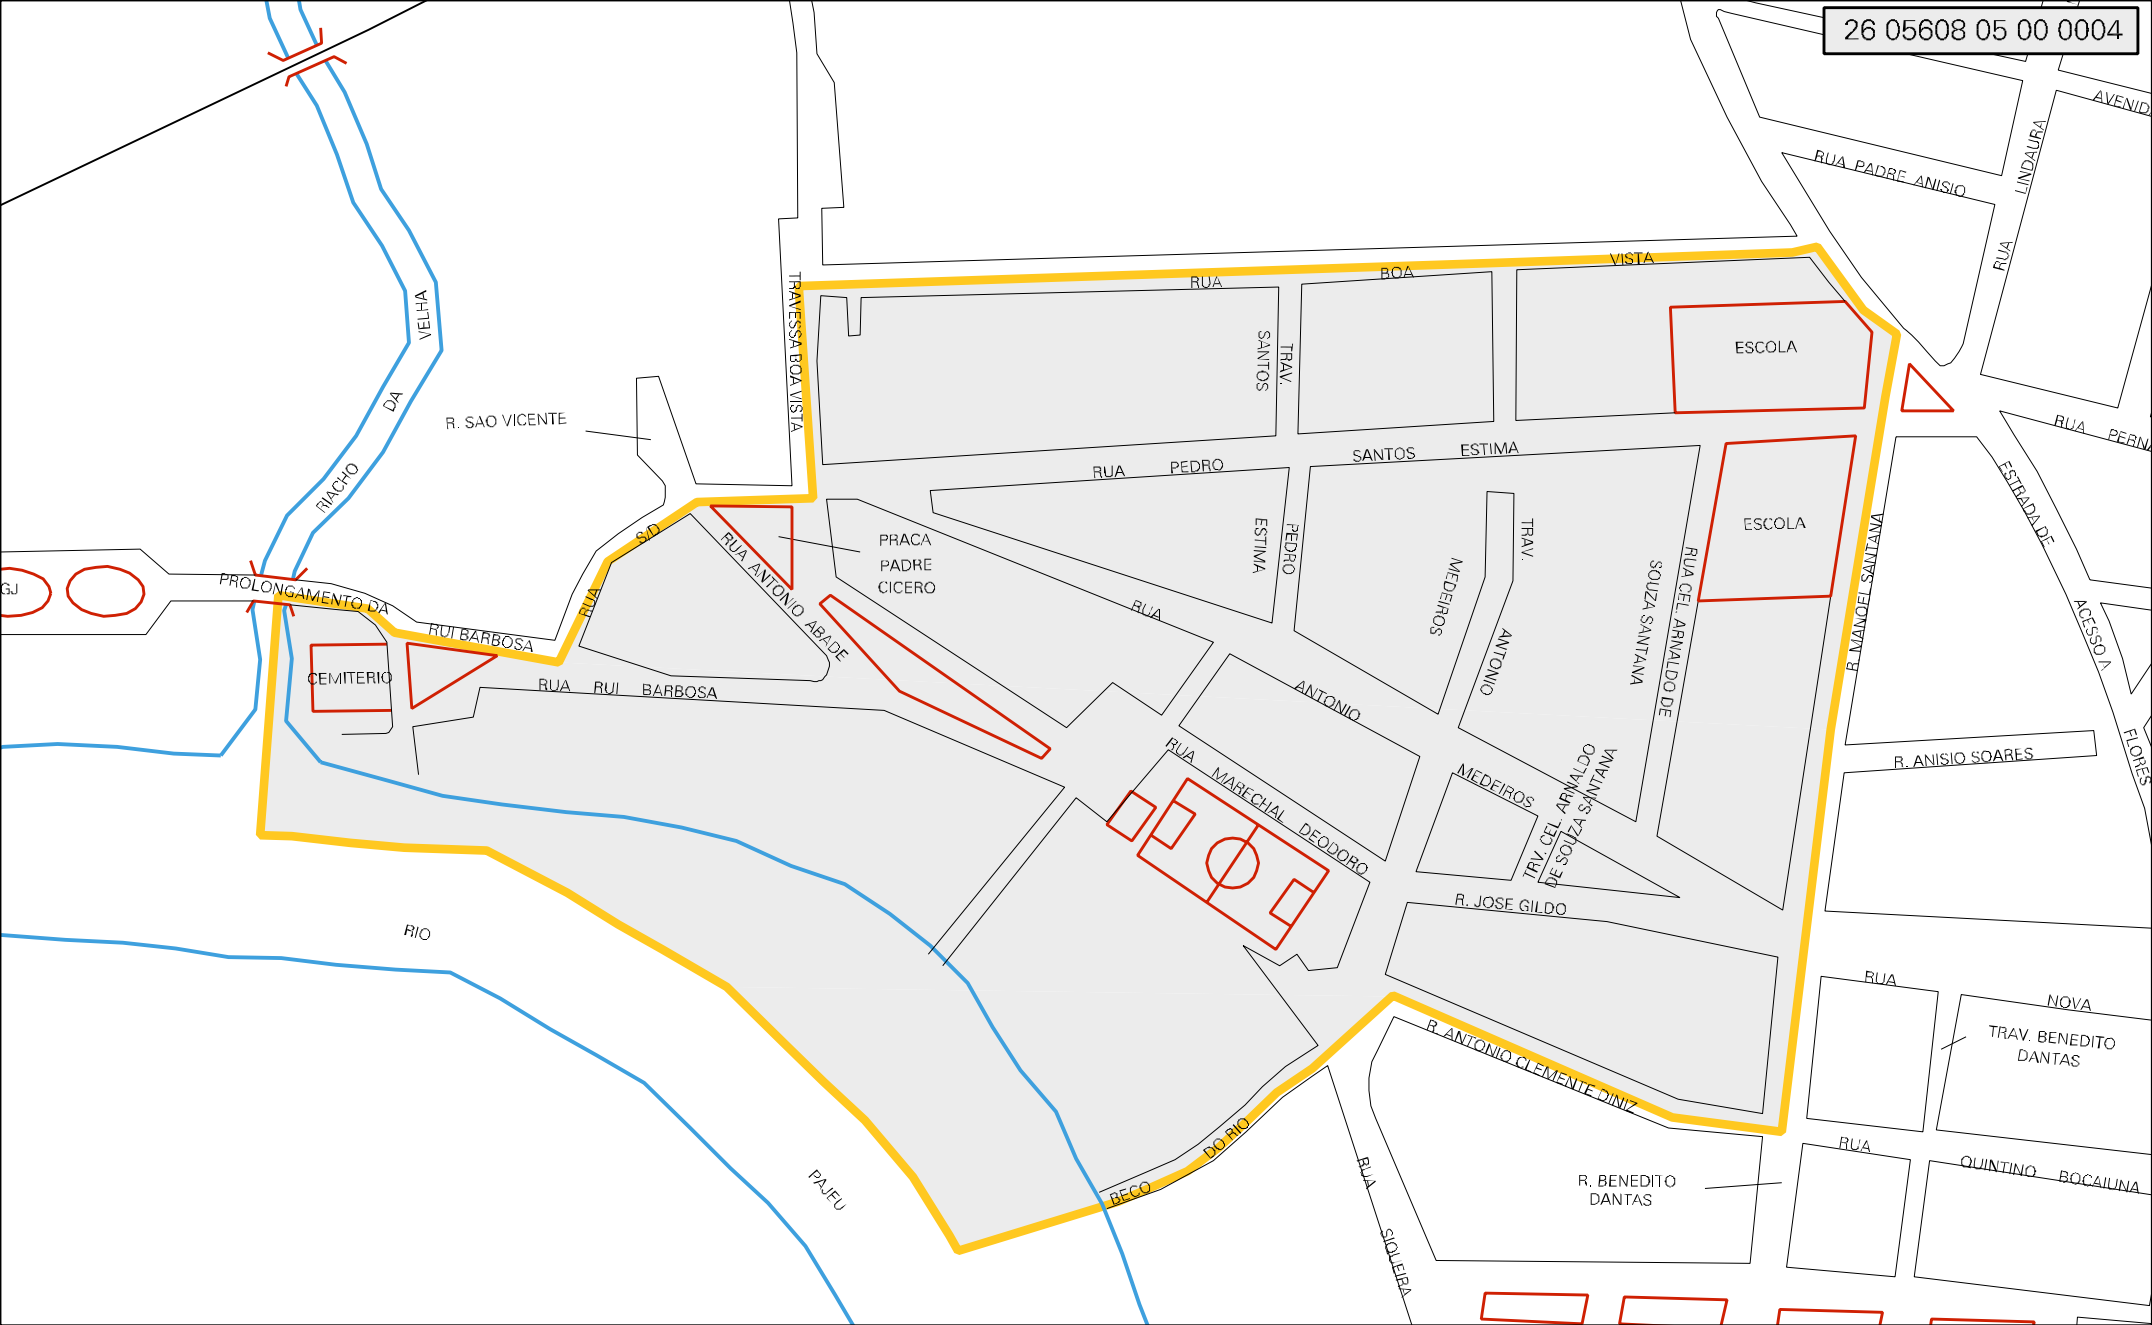 26 05608 05 00 0004
AVENID
RUA PADRE ANISIO
RUA LINDAURA
RUA BOA VISTA
TRAVESSA BOA VISTA
VELHA
DA
RIACHO
R. SAO VICENTE
TRAV.
SANTOS
ESCOLA
RUA PERNA
RUA PEDRO SANTOS ESTIMA
PEDRO
ESTIMA
ESCOLA
ESTRADA DE
ACESSO A
FLORES
S/D
RUA
PRACA
PADRE
CICERO
RUA ANTONIO ABADE
TRAV.
ANTONIO
MEDEIROS
RUA CEL. ARNALDO DE
SOUZA SANTANA
R. MANOEL SANTANA
GJ
PROLONGAMENTO DA
RUI BARBOSA
RUA ANTONIO MEDEIROS
CEMITERIO
RUA RUI BARBOSA
RUA MARECHAL DEODORO
TRV. CEL. ARNALDO
DE SOUZA SANTANA
R. ANISIO SOARES
R. JOSE GILDO
RIO
PAJEU
RUA NOVA
TRAV. BENEDITO
DANTAS
R. ANTONIO CLEMENTE DINIZ
BECO DO RIO
RUA SIQUEIRA
R. BENEDITO
DANTAS
RUA QUINTINO BOCAIUNA